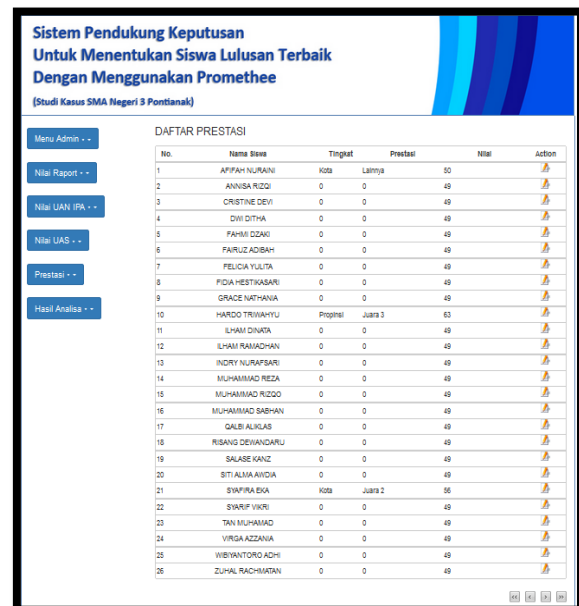 Sistem Pendukung Keputusan
Untuk Menentukan Siswa Lulusan Terbaik
Dengan Menggunakan Promethee
(Studi Kasus SMA Negeri 3 Pontianak)
Menu Admin - -
Nilai Raport - -
Nilai UAN IPA - -
Nilai UAS - -
Prestasi - -
Hasil Analisa - -
DAFTAR PRESTASI
No. Nama Siswa Tingkat Prestasi Nilai Action
1 AFIFAH NURAINI Kota Lainnya 50
2 ANNISA RIZQI 0 0 49
3 CRISTINE DEVI 0 0 49
4 DWI DITHA 0 0 49
5 FAHMI DZAKI 0 0 49
6 FAIRUZ ADIBAH 0 0 49
7 FELICIA YULITA 0 0 49
8 FIDIA HESTIKASARI 0 0 49
9 GRACE NATHANIA 0 0 49
10 HARDO TRIWAHYU Propinsi Juara 3 63
11 ILHAM DINATA 0 0 49
12 ILHAM RAMADHAN 0 0 49
13 INDRY NURAFSARI 0 0 49
14 MUHAMMAD REZA 0 0 49
15 MUHAMMAD RIZQO 0 0 49
16 MUHAMMAD SABHAN 0 0 49
17 QALBI ALIKLAS 0 0 49
18 RISANG DEWANDARU 0 0 49
19 SALASE KANZ 0 0 49
20 SITI ALMA AWDIA 0 0 49
21 SYAFIRA EKA Kota Juara 2 56
22 SYARIF VIKRI 0 0 49
23 TAN MUHAMAD 0 0 49
24 VIRGA AZZANIA 0 0 49
25 WIBIYANTORO ADHI 0 0 49
26 ZUHAL RACHMATAN 0 0 49
<< < > >>